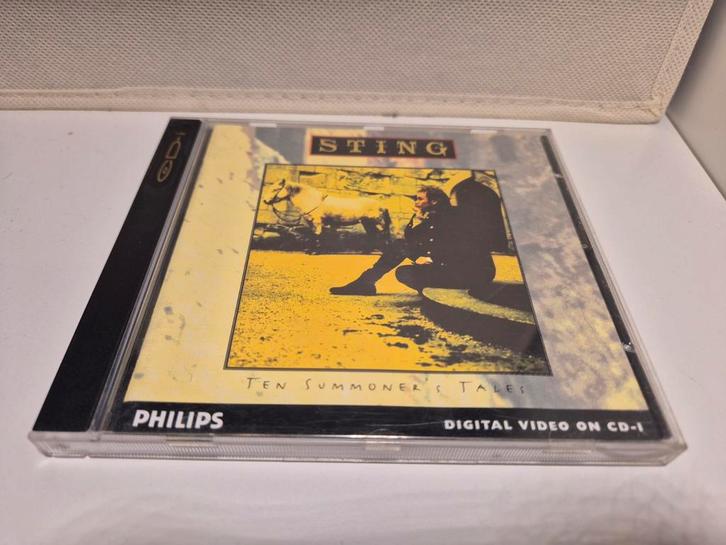 STING
CD-i
TEN SUMMONER'S TALES
PHILIPS
DIGITAL VIDEO ON CD-I